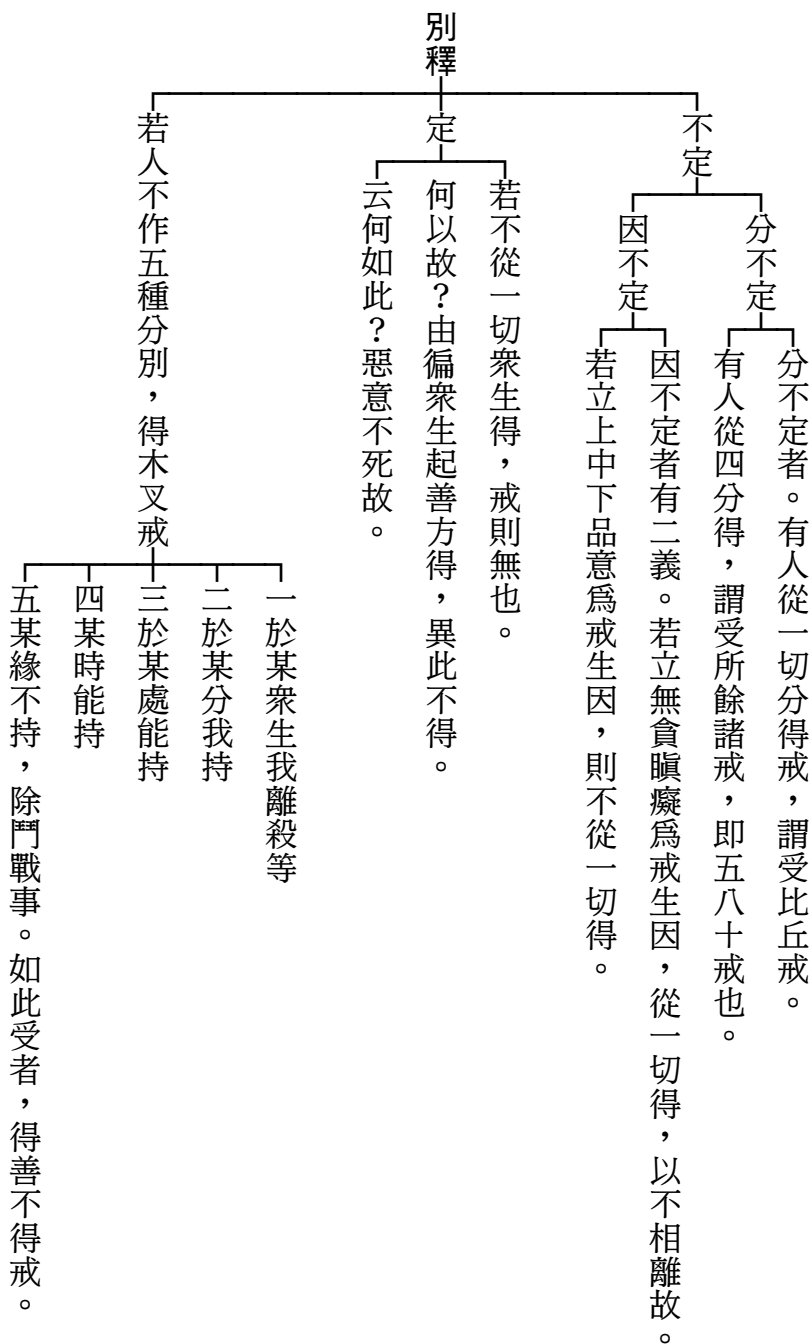 別釋
不定
分不定
分不定者。有人從一切分得戒，謂受比丘戒。
有人從四分得，謂受所餘諸戒，即五八十戒也。
因不定
因不定者有二義。若立無貪瞋癡爲戒生因，從一切得，以不相離故。
若立上中下品意爲戒生因，則不從一切得。
定
若不從一切衆生得，戒則無也。
何以故？由徧衆生起善方得，異此不得。
云何如此？惡意不死故。
若人不作五種分別，得木叉戒
一於某衆生我離殺等
二於某分我持
三於某處能持
四某時能持
五某緣不持，除鬥戰事。如此受者，得善不得戒。